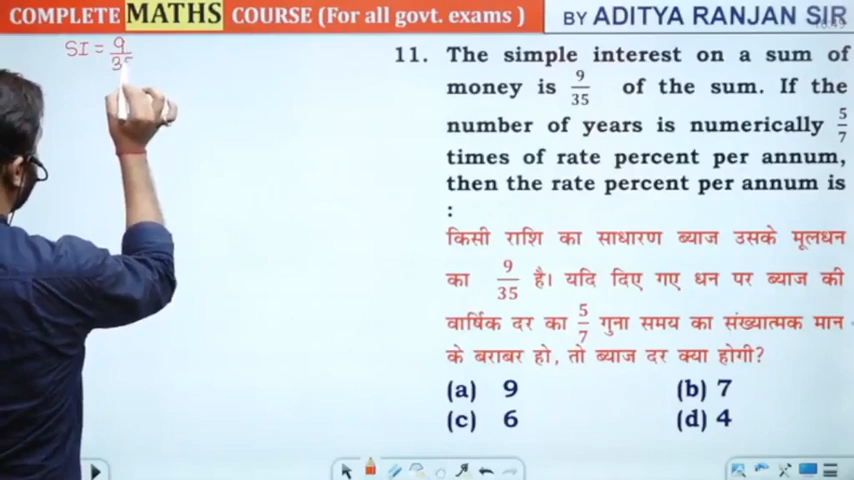 COMPLETE MATHS COURSE (For all govt. exams ) BY ADITYA RANJAN SIR
SI = 9/35
11. The simple interest on a sum of
money is 9/35 of the sum. If the
number of years is numerically 5/7
times of rate percent per annum,
then the rate percent per annum is
:
किसी राशि का साधारण ब्याज उसके मूलधन
का 9/35 है। यदि दिए गए धन पर ब्याज की
वार्षिक दर का 5/7 गुना समय का संख्यात्मक मान
के बराबर हो, तो ब्याज दर क्या होगी?
(a) 9 (b) 7
(c) 6 (d) 4